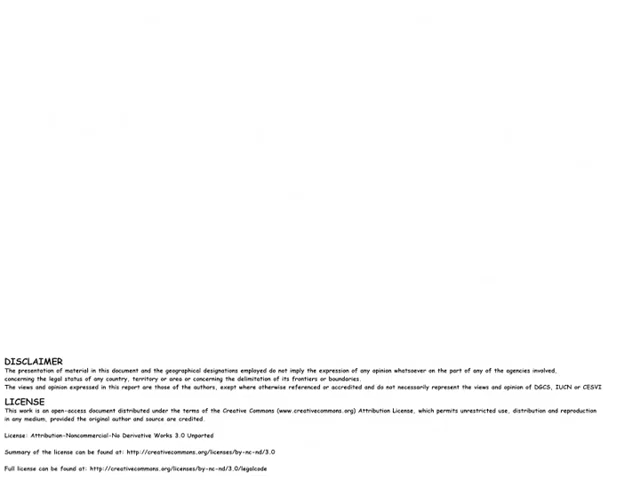 DISCLAIMER
The presentation of material in this document and the geographical designations employed do not imply the expression of any opinion whatsoever on the part of any of the agencies involved,
concerning the legal status of any country, territory or area or concerning the delimitation of its frontiers or boundaries.
The views and opinion expressed in this report are those of the authors, exept where otherwise referenced or accredited and do not necessarily represent the views and opinion of DGCS, IUCN or CESVI
LICENSE
This work is an open-access document distributed under the terms of the Creative Commons (www.creativecommons.org) Attribution License, which permits unrestricted use, distribution and reproduction
in any medium, provided the original author and source are credited.
License: Attribution-Noncommercial-No Derivative Works 3.0 Unported
Summary of the license can be found at: http://creativecommons.org/licenses/by-nc-nd/3.0
Full license can be found at: http://creativecommons.org/licenses/by-nc-nd/3.0/legalcode